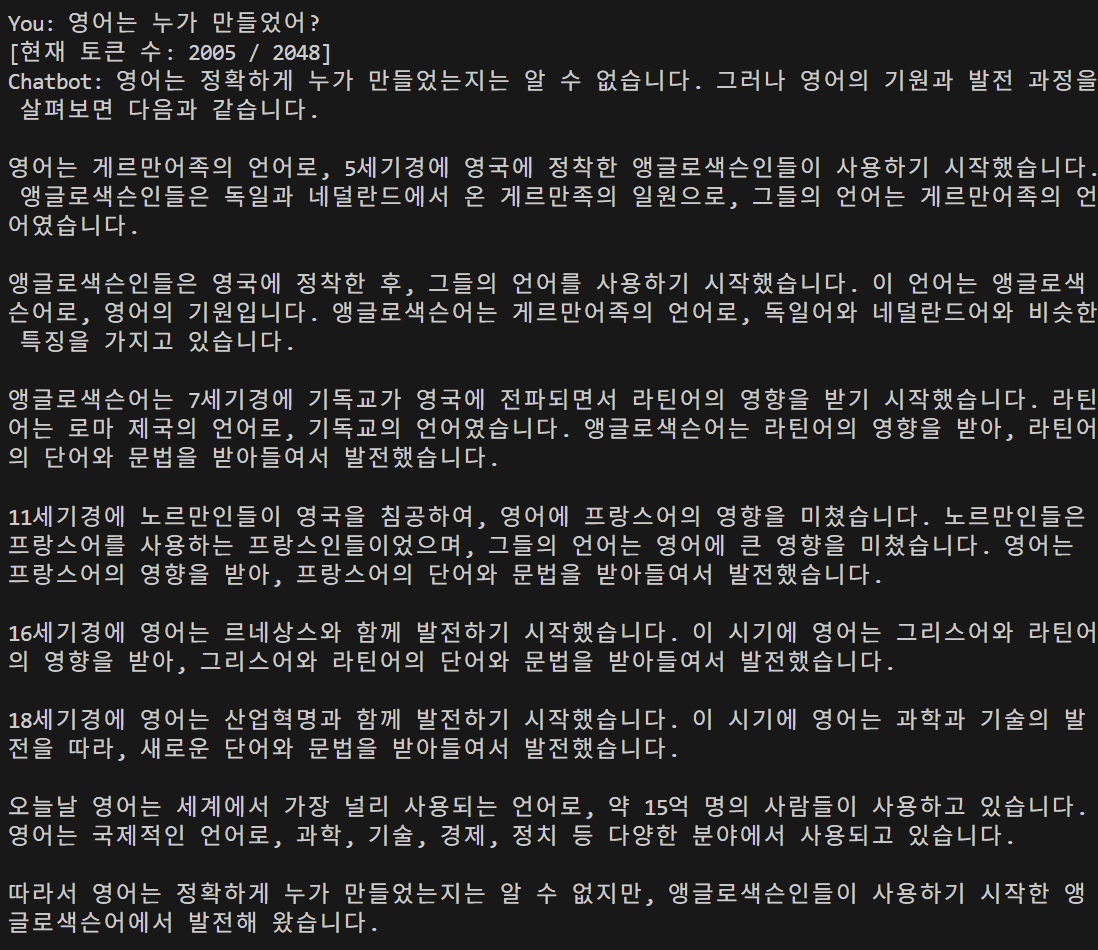 You: 영어는 누가 만들었어?
[현재 토큰 수: 2005 / 2048]
Chatbot: 영어는 정확하게 누가 만들었는지는 알 수 없습니다. 그러나 영어의 기원과 발전 과정을
살펴보면 다음과 같습니다.
영어는 게르만어족의 언어로, 5세기경에 영국에 정착한 앵글로색슨인들이 사용하기 시작했습니다.
앵글로색슨인들은 독일과 네덜란드에서 온 게르만족의 일원으로, 그들의 언어는 게르만어족의 언
어였습니다.
앵글로색슨인들은 영국에 정착한 후, 그들의 언어를 사용하기 시작했습니다. 이 언어는 앵글로색
슨어로, 영어의 기원입니다. 앵글로색슨어는 게르만어족의 언어로, 독일어와 네덜란드어와 비슷한
특징을 가지고 있습니다.
앵글로색슨어는 7세기경에 기독교가 영국에 전파되면서 라틴어의 영향을 받기 시작했습니다. 라틴
어는 로마 제국의 언어로, 기독교의 언어였습니다. 앵글로색슨어는 라틴어의 영향을 받아, 라틴어
의 단어와 문법을 받아들여서 발전했습니다.
11세기경에 노르만인들이 영국을 침공하여, 영어에 프랑스어의 영향을 미쳤습니다. 노르만인들은
프랑스어를 사용하는 프랑스인들이었으며, 그들의 언어는 영어에 큰 영향을 미쳤습니다. 영어는
프랑스어의 영향을 받아, 프랑스어의 단어와 문법을 받아들여서 발전했습니다.
16세기경에 영어는 르네상스와 함께 발전하기 시작했습니다. 이 시기에 영어는 그리스어와 라틴어
의 영향을 받아, 그리스어와 라틴어의 단어와 문법을 받아들여서 발전했습니다.
18세기경에 영어는 산업혁명과 함께 발전하기 시작했습니다. 이 시기에 영어는 과학과 기술의 발
전을 따라, 새로운 단어와 문법을 받아들여서 발전했습니다.
오늘날 영어는 세계에서 가장 널리 사용되는 언어로, 약 15억 명의 사람들이 사용하고 있습니다.
영어는 국제적인 언어로, 과학, 기술, 경제, 정치 등 다양한 분야에서 사용되고 있습니다.
따라서 영어는 정확하게 누가 만들었는지는 알 수 없지만, 앵글로색슨인들이 사용하기 시작한 앵
글로색슨어에서 발전해 왔습니다.